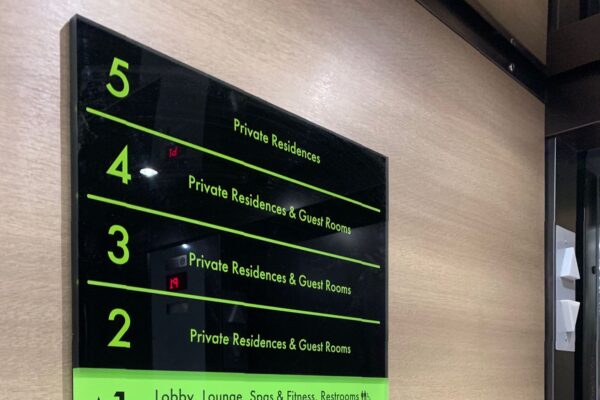 5 Private Residences
4 Private Residences & Guest Rooms
3 Private Residences & Guest Rooms
2 Private Residences & Guest Rooms
1 Lobby, Lounge, Spas & Fitness, Restrooms